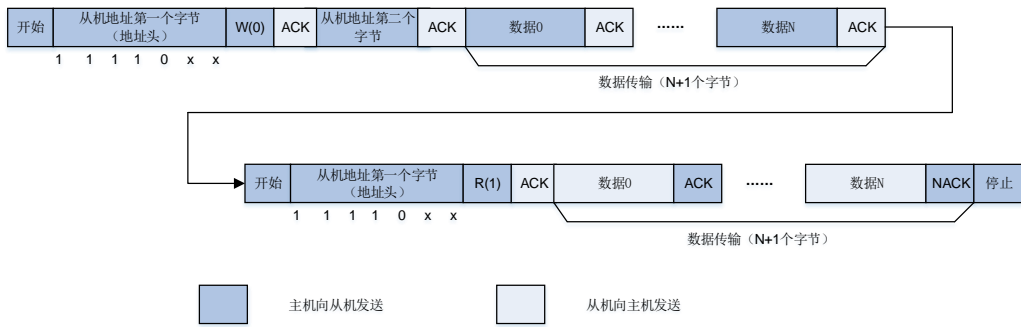 开始 从机地址第一个字节 W(0) ACK 从机地址第二个 ACK 数据0 ACK ...... 数据N ACK
（地址头） 字节
1 1 1 1 0 x x
数据传输（N+1个字节）
开始 从机地址第一个字节 R(1) ACK 数据0 ACK ...... 数据N NACK 停止
（地址头）
1 1 1 1 0 x x
数据传输（N+1个字节）
主机向从机发送 从机向主机发送